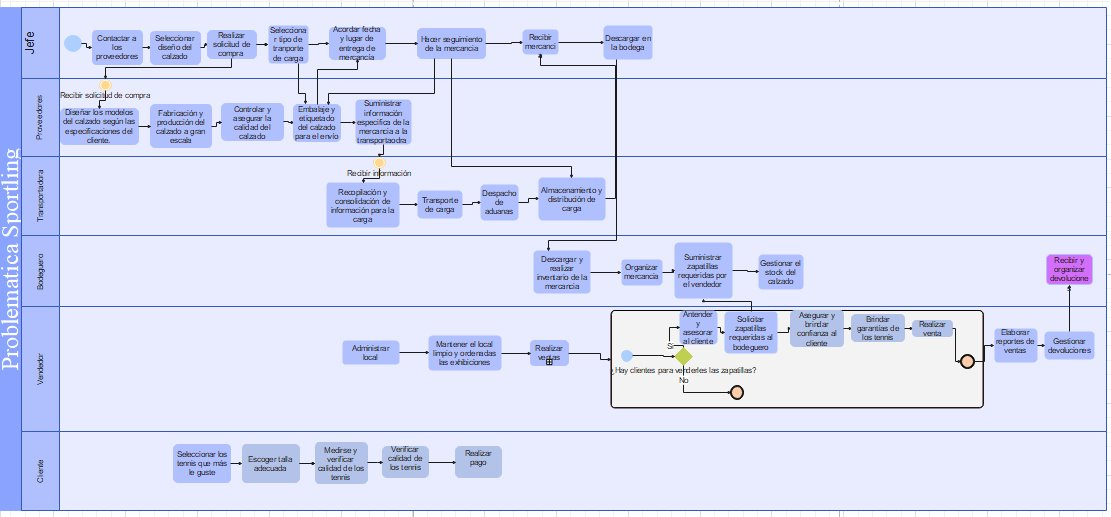 Problematica Sportling
Jefe
Contactar a
los
proveedores
Seleccionar
diseño del
calzado
Realizar
solicitud de
compra
Selecciona
r tipo de
tranporte
de carga
Acordar fecha
y lugar de
entrega de
mercancía
Hacer seguimiento
de la mercancia
Recibir
mercanci
Descargar en
la bodega
Proveedores
Recibir solicitud de compra
Diseñar los modelos
del calzado según las
especificaciones del
cliente.
Fabricación y
producción del
calzado a gran
escala
Controlar y
asegurar la
calidad del
calzado
Embalaje y
etiquetado
del calzado
para el envío
Suministrar
información
especifica de la
mercancia a la
transportaodra
Transportadora
Recibir información
Recopilación y
consolidación de
información para la
carga
Transporte
de carga
Despacho
de
aduanas
Almacenamiento y
distribución de
carga
Bodeguero
Descargar y
realizar
inventario de la
mercancia
Organizar
mercancia
Suministrar
zapatillas
requeridas por
el vendedor
Gestionar el
stock del
calzado
Recibir y
organizar
devolucione
Vendedor
Administrar
local
Mantener el local
limpio y ordenadas
las exhibiciones
Realizar
ventas
¿Hay clientes para venderles las zapatillas?
Si
No
Antender
y
asesorar
al cliente
Solicitar
zapatillas
requeridas al
bodeguero
Asegurar y
brindar
confianza al
cliente
Brindar
garantías de
los tennis
Realizar
venta
Elaborar
reportes de
ventas
Gestionar
devoluciones
Cliente
Seleccionar los
tennis que más
le guste
Escoger talla
adecuada
Medirse y
verificar
calidad de los
tennis
Verificar
calidad de
los tennis
Realizar
pago